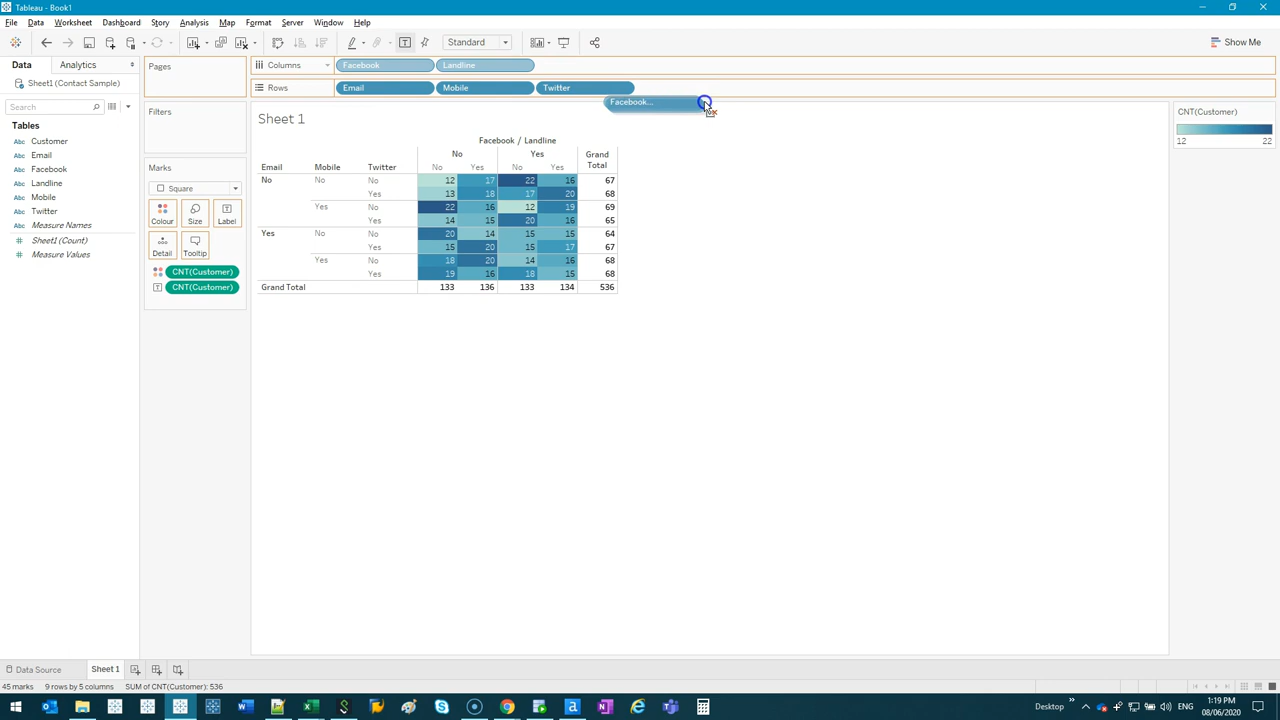 Tableau - Book1
File Data Worksheet Dashboard Story Analysis Map Format Server Window Help
Standard
Show Me
Data Analytics
Sheet1 (Contact Sample)
Search
Tables
Customer
Email
Facebook
Landline
Mobile
Twitter
Measure Names
Sheet1 (Count)
Measure Values
Pages
Filters
Marks
Square
Colour Size Label
Detail Tooltip
CNT(Customer)
CNT(Customer)
Columns Facebook Landline
Rows Email Mobile Twitter
Facebook...
Sheet 1
Facebook / Landline
No Yes Grand Total
Email Mobile Twitter No Yes No Yes
No No No 12 17 22 16 67
Yes 13 18 17 20 68
Yes No 22 16 12 19 69
Yes 14 15 20 16 65
Yes No No 20 14 15 15 64
Yes 15 20 15 17 67
Yes No 18 20 14 16 68
Yes 19 16 18 15 68
Grand Total 133 136 133 134 536
CNT(Customer)
12 22
Data Source Sheet 1
45 marks 9 rows by 5 columns SUM of CNT(Customer): 536
Desktop ENG 1:19 PM
08/06/2020